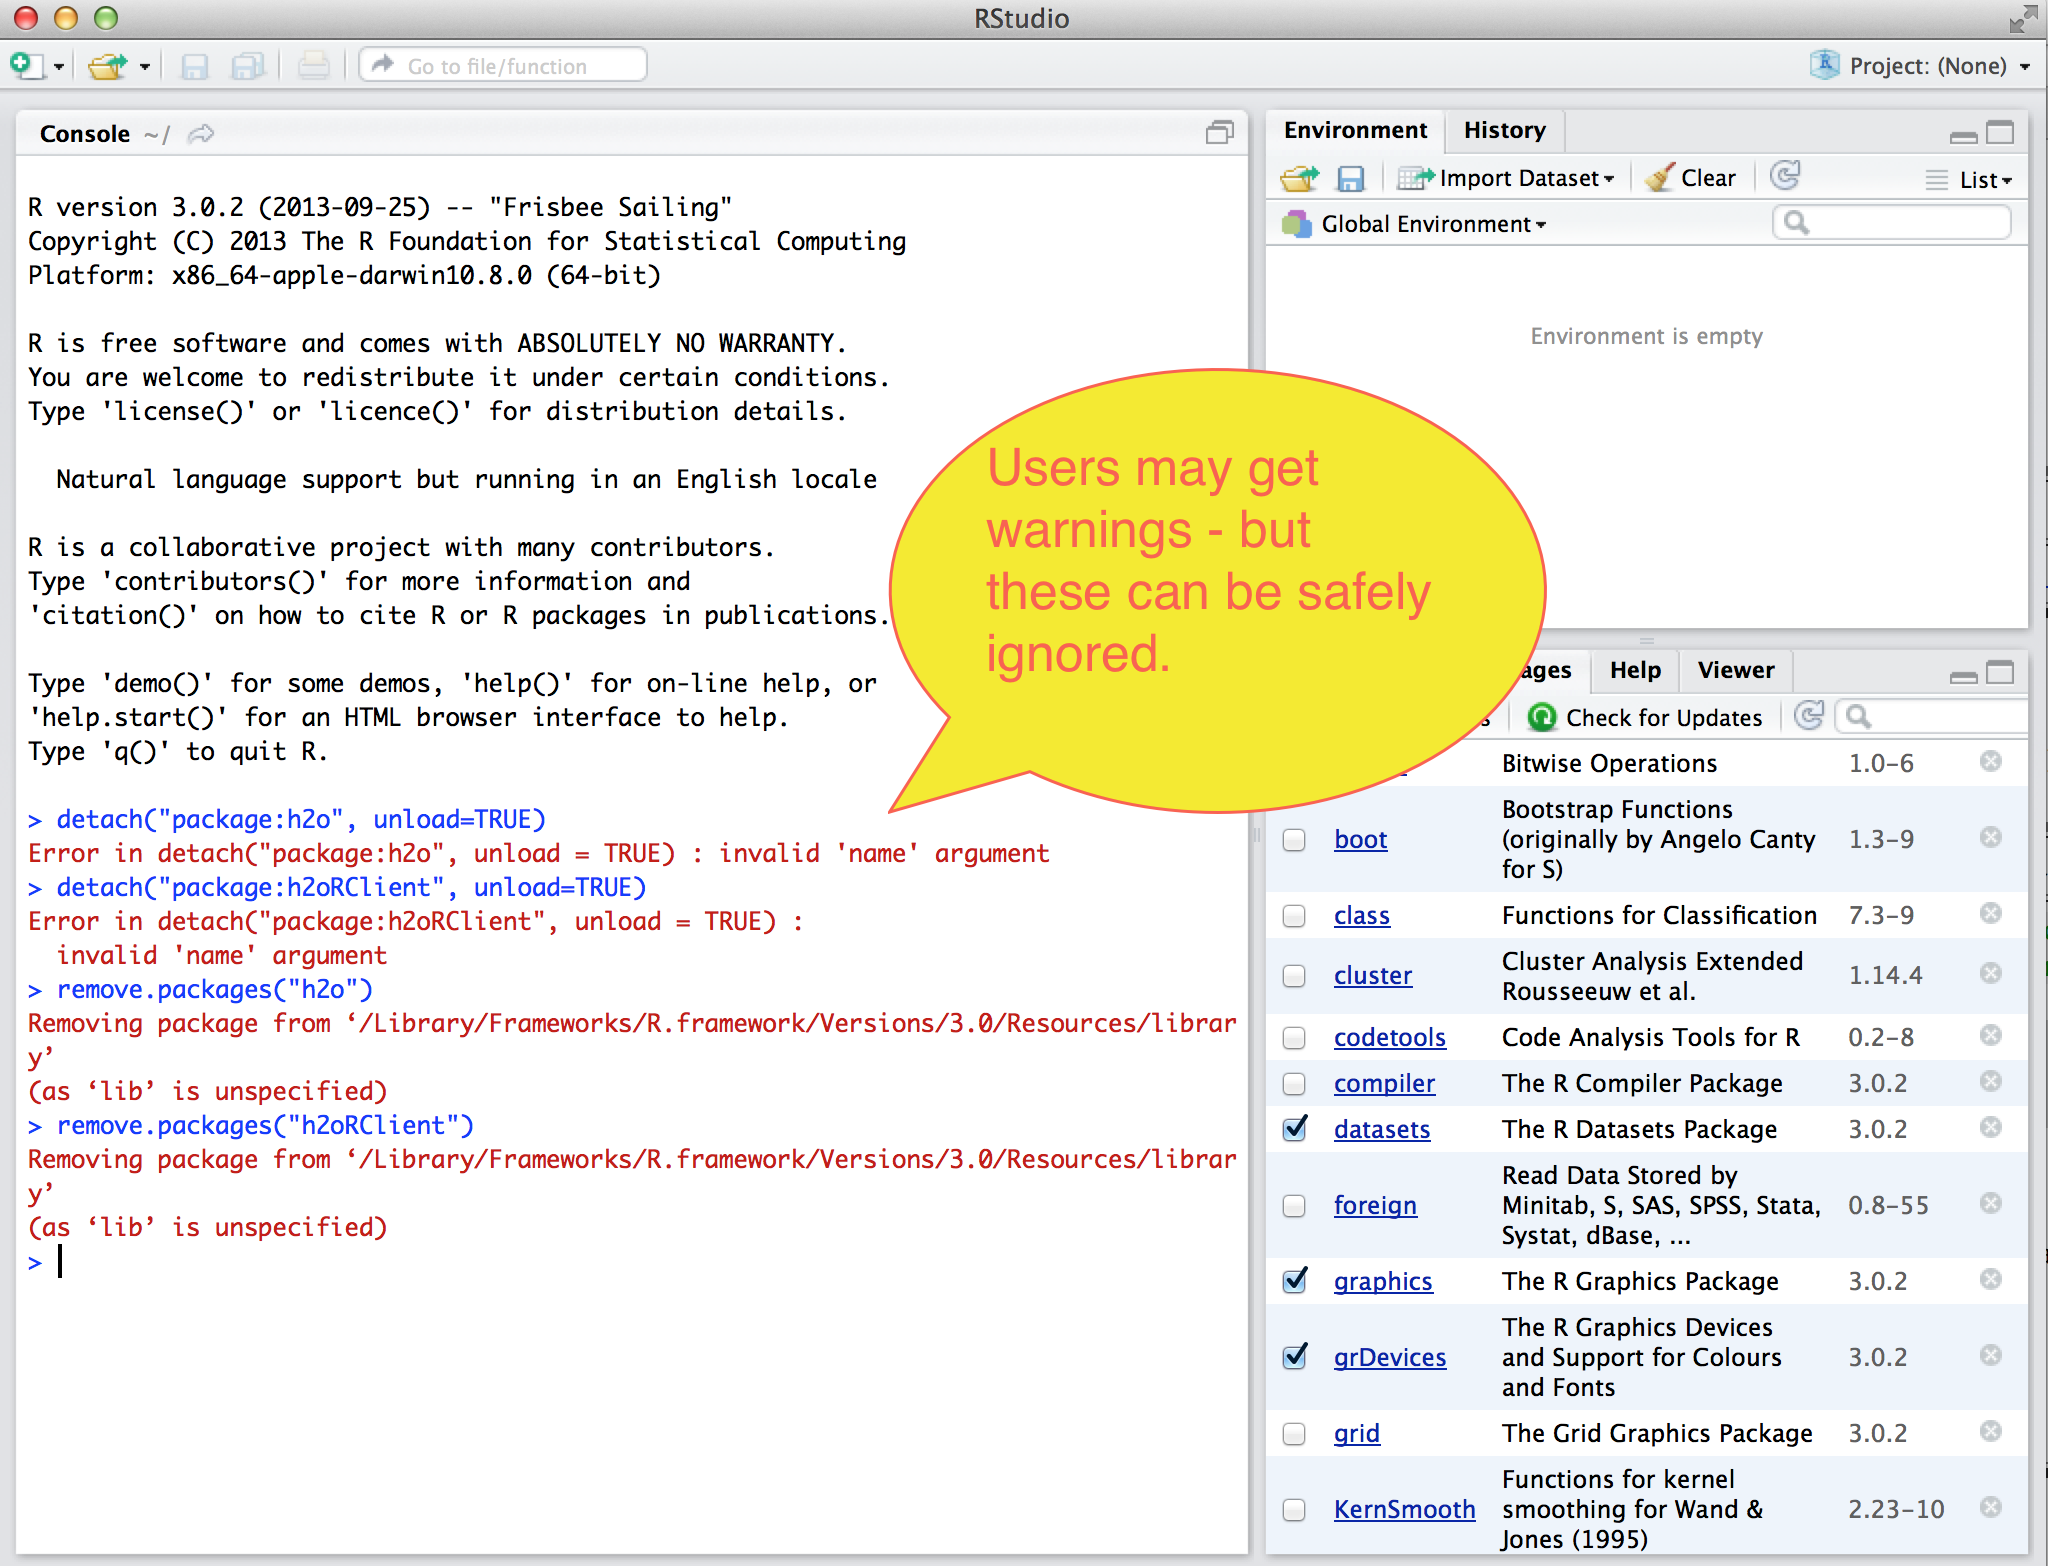 RStudio
Go to file/function
Project: (None)
Console ~/
R version 3.0.2 (2013-09-25) -- "Frisbee Sailing"
Copyright (C) 2013 The R Foundation for Statistical Computing
Platform: x86_64-apple-darwin10.8.0 (64-bit)
R is free software and comes with ABSOLUTELY NO WARRANTY.
You are welcome to redistribute it under certain conditions.
Type 'license()' or 'licence()' for distribution details.
Natural language support but running in an English locale
R is a collaborative project with many contributors.
Type 'contributors()' for more information and
'citation()' on how to cite R or R packages in publications.
Type 'demo()' for some demos, 'help()' for on-line help, or
'help.start()' for an HTML browser interface to help.
Type 'q()' to quit R.
> detach("package:h2o", unload=TRUE)
Error in detach("package:h2o", unload = TRUE) : invalid 'name' argument
> detach("package:h2oRClient", unload=TRUE)
Error in detach("package:h2oRClient", unload = TRUE) :
invalid 'name' argument
> remove.packages("h2o")
Removing package from ‘/Library/Frameworks/R.framework/Versions/3.0/Resources/librar
y’
(as ‘lib’ is unspecified)
> remove.packages("h2oRClient")
Removing package from ‘/Library/Frameworks/R.framework/Versions/3.0/Resources/librar
y’
(as ‘lib’ is unspecified)
>
Users may get
warnings - but
these can be safely
ignored.
Environment History
Import Dataset Clear List
Global Environment
Environment is empty
Help Viewer
Check for Updates
Bitwise Operations 1.0-6
Bootstrap Functions
boot (originally by Angelo Canty 1.3-9
for S)
class Functions for Classification 7.3-9
Cluster Analysis Extended
cluster 1.14.4
Rousseeuw et al.
codetools Code Analysis Tools for R 0.2-8
compiler The R Compiler Package 3.0.2
datasets The R Datasets Package 3.0.2
Read Data Stored by
foreign Minitab, S, SAS, SPSS, Stata, 0.8-55
Systat, dBase, ...
graphics The R Graphics Package 3.0.2
The R Graphics Devices
grDevices and Support for Colours 3.0.2
and Fonts
grid The Grid Graphics Package 3.0.2
Functions for kernel
KernSmooth smoothing for Wand & 2.23-10
Jones (1995)